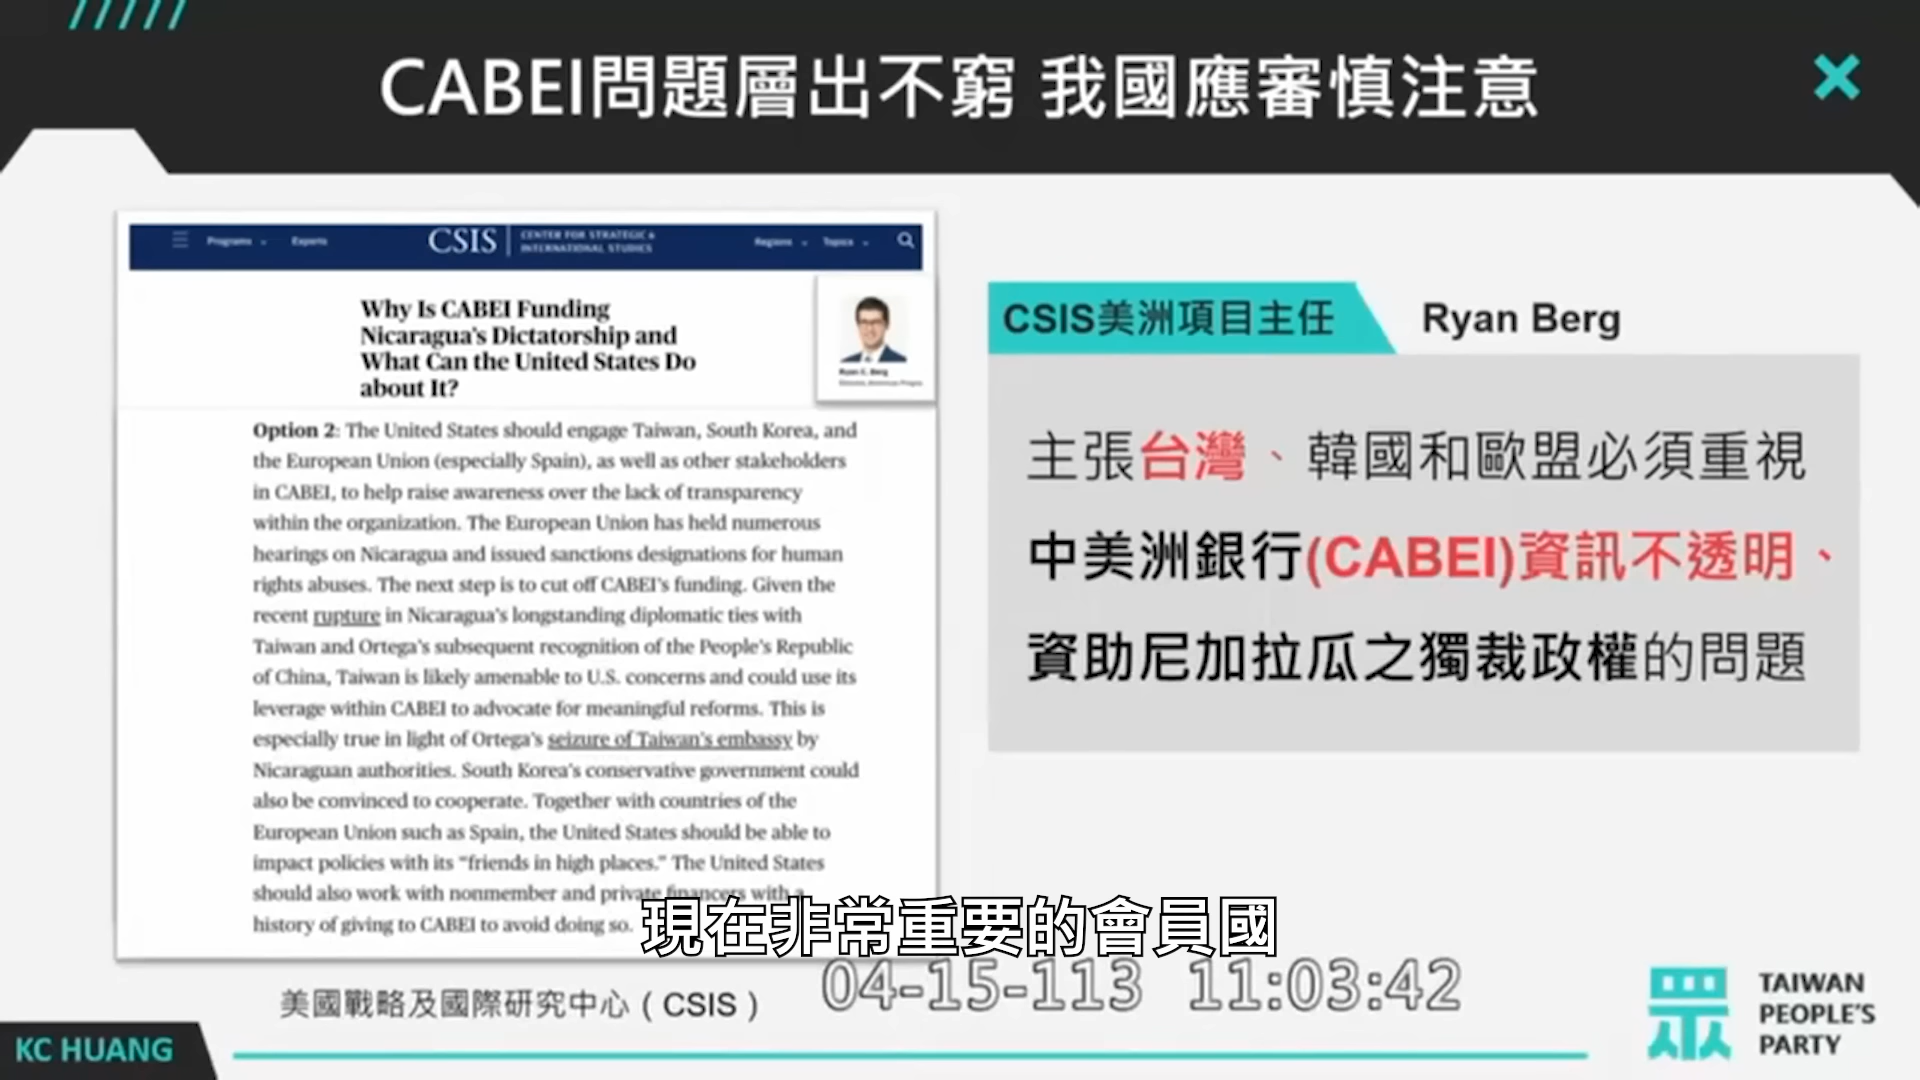 CABEI問題層出不窮 我國應審慎注意
Programs
Experts
CSIS
CENTER FOR STRATEGIC &
INTERNATIONAL STUDIES
Regions
Topics
Why Is CABEI Funding
Nicaragua's Dictatorship and
What Can the United States Do
about It?
Ryan C. Berg
Option 2: The United States should engage Taiwan, South Korea, and
the European Union (especially Spain), as well as other stakeholders
in CABEI, to help raise awareness over the lack of transparency
within the organization. The European Union has held numerous
hearings on Nicaragua and issued sanctions designations for human
rights abuses. The next step is to cut off CABEI's funding. Given the
recent rupture in Nicaragua's longstanding diplomatic ties with
Taiwan and Ortega's subsequent recognition of the People's Republic
of China, Taiwan is likely amenable to U.S. concerns and could use its
leverage within CABEI to advocate for meaningful reforms. This is
especially true in light of Ortega's seizure of Taiwan's embassy by
Nicaraguan authorities. South Korea's conservative government could
also be convinced to cooperate. Together with countries of the
European Union such as Spain, the United States should be able to
impact policies with its “friends in high places.” The United States
should also work with nonmember and private financers with a
history of giving to CABEI to avoid doing so.
CSIS美洲項目主任
Ryan Berg
主張台灣、韓國和歐盟必須重視
中美洲銀行(CABEI)資訊不透明、
資助尼加拉瓜之獨裁政權的問題
現在非常重要的會員國
美國戰略及國際研究中心（CSIS）
04-15-113 11:03:42
KC HUANG
眾
TAIWAN
PEOPLE'S
PARTY